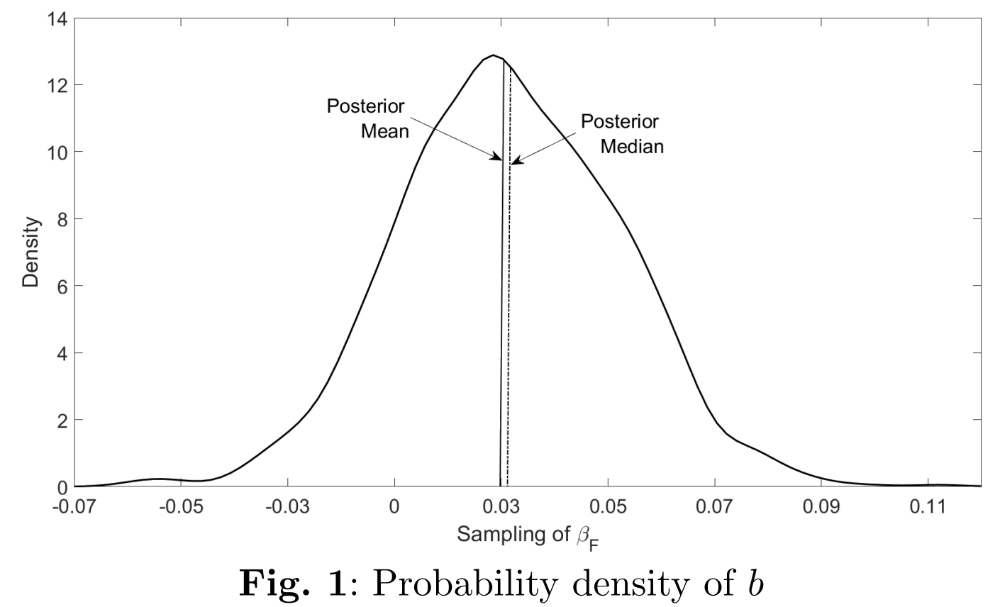 14
12
10
8
6
4
2
0
Density
Posterior
Mean
Posterior
Median
-0.07 -0.05 -0.03 0 0.03 0.05 0.07 0.09 0.11
Sampling of β_F
Fig. 1: Probability density of b